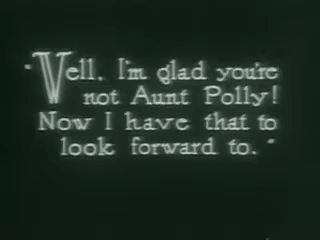 "Well, I'm glad you're
not Aunt Polly!
Now I have that to
look forward to."